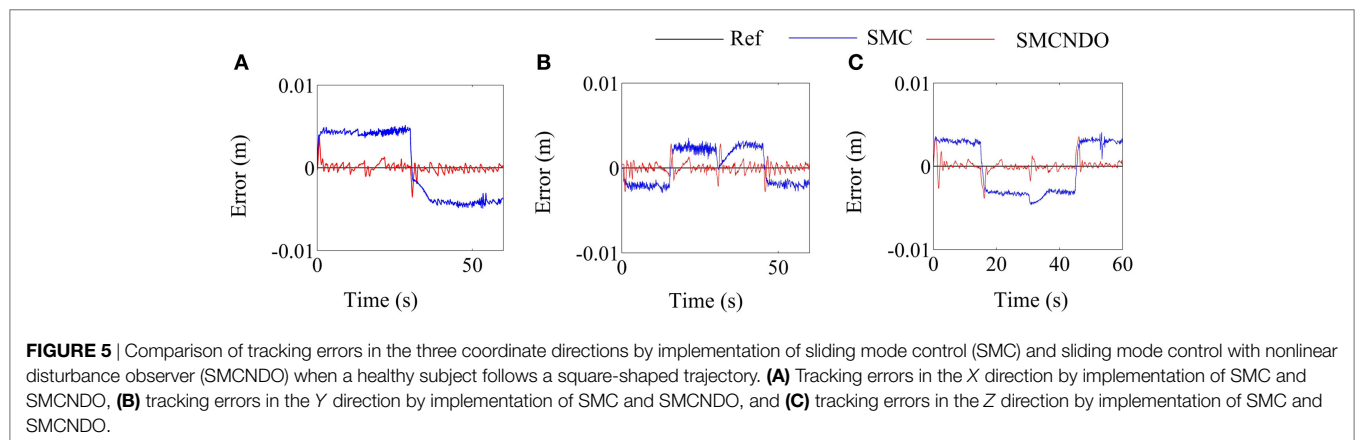 Ref SMC SMCNDO
A B C
0.01 0.01 0.01
Error (m) Error (m) Error (m)
0 0 0
-0.01 -0.01 -0.01
0 50 0 50 0 20 40 60
Time (s) Time (s) Time (s)
FIGURE 5 | Comparison of tracking errors in the three coordinate directions by implementation of sliding mode control (SMC) and sliding mode control with nonlinear
disturbance observer (SMCNDO) when a healthy subject follows a square-shaped trajectory. (A) Tracking errors in the X direction by implementation of SMC and
SMCNDO, (B) tracking errors in the Y direction by implementation of SMC and SMCNDO, and (C) tracking errors in the Z direction by implementation of SMC and
SMCNDO.